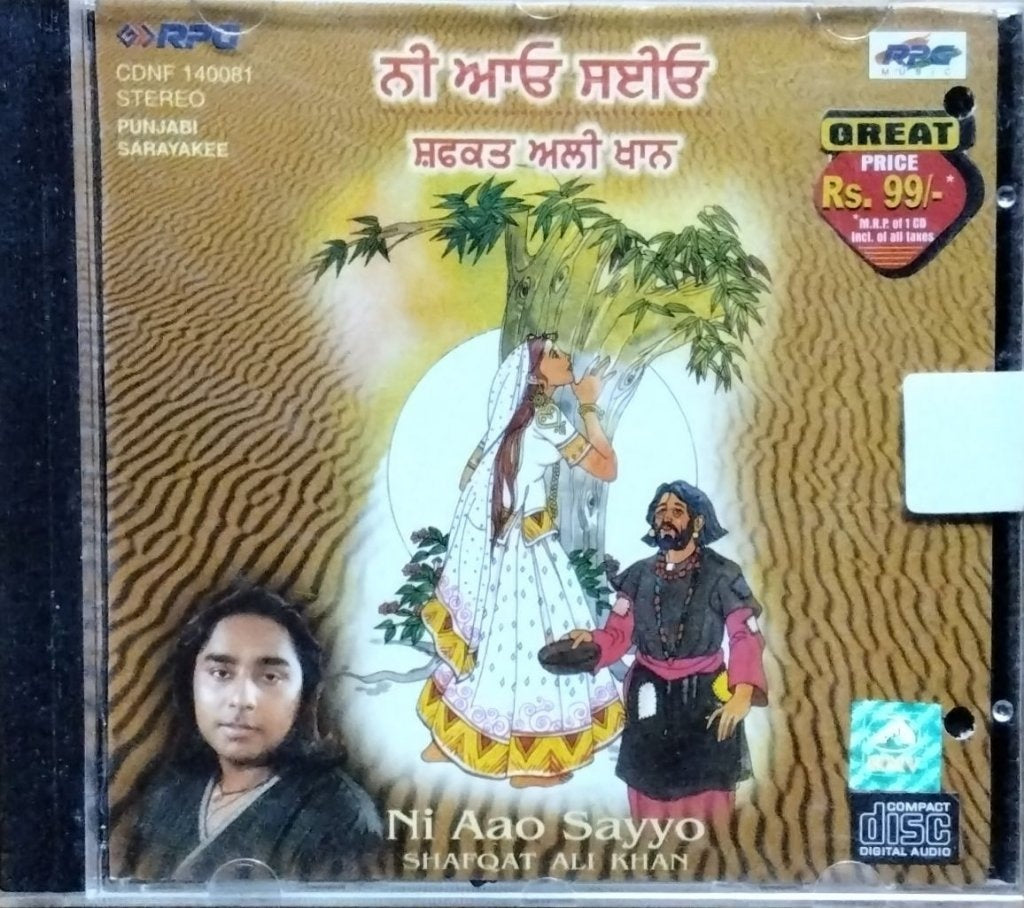 RPG
CDNF 140081
STEREO
PUNJABI
SARAYAKEE
ਨੀ ਆਓ ਸਈਓ
ਸ਼ਫਕਤ ਅਲੀ ਖਾਨ
RPG
MUSIC
GREAT
PRICE
Rs. 99/-*
*M.R.P. of 1 CD
Incl. of all taxes
HMV
COMPACT
disc
DIGITAL AUDIO
Ni Aao Sayyo
SHAFQAT ALI KHAN